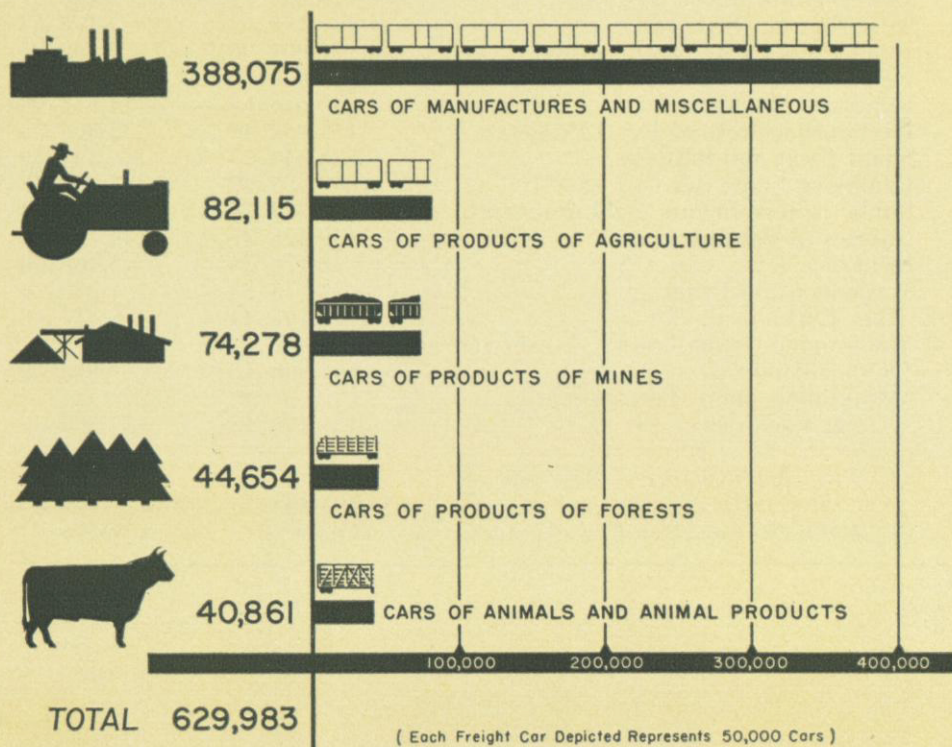 388,075
CARS OF MANUFACTURES AND MISCELLANEOUS
82,115
CARS OF PRODUCTS OF AGRICULTURE
74,278
CARS OF PRODUCTS OF MINES
44,654
CARS OF PRODUCTS OF FORESTS
40,861 CARS OF ANIMALS AND ANIMAL PRODUCTS
100,000 200,000 300,000 400,000
TOTAL 629,983
( Each Freight Car Depicted Represents 50,000 Cars )